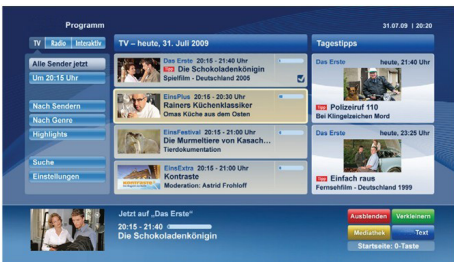 Programm
31.07.09 | 20:20
TV Radio Interaktiv
Alle Sender jetzt
Um 20:15 Uhr
Nach Sendern
Nach Genre
Highlights
Suche
Einstellungen
TV – heute, 31. Juli 2009
Das Erste 20:15 - 21:40 Uhr
Tipp Die Schokoladenkönigin
Spielfilm - Deutschland 2005
EinsPlus 20:15 - 20:30 Uhr
Rainers Küchenklassiker
Omas Küche aus dem Osten
EinsFestival 20:15 - 21:00 Uhr
Die Murmeltiere von Kasach...
Tierdokumentation
EinsExtra 20:15 - 21:00 Uhr
Kontraste
Moderation: Astrid Frohloff
Tagestipps
Das Erste heute, 21:40 Uhr
Tipp Polizeiruf 110
Bei Klingelzeichen Mord
Das Erste heute, 23:25 Uhr
Tipp Einfach raus
Fernsehfilm - Deutschland 1999
Jetzt auf „Das Erste“
20:15 - 21:40
Die Schokoladenkönigin
Ausblenden Verkleinern
Mediathek Text
Startseite: 0-Taste